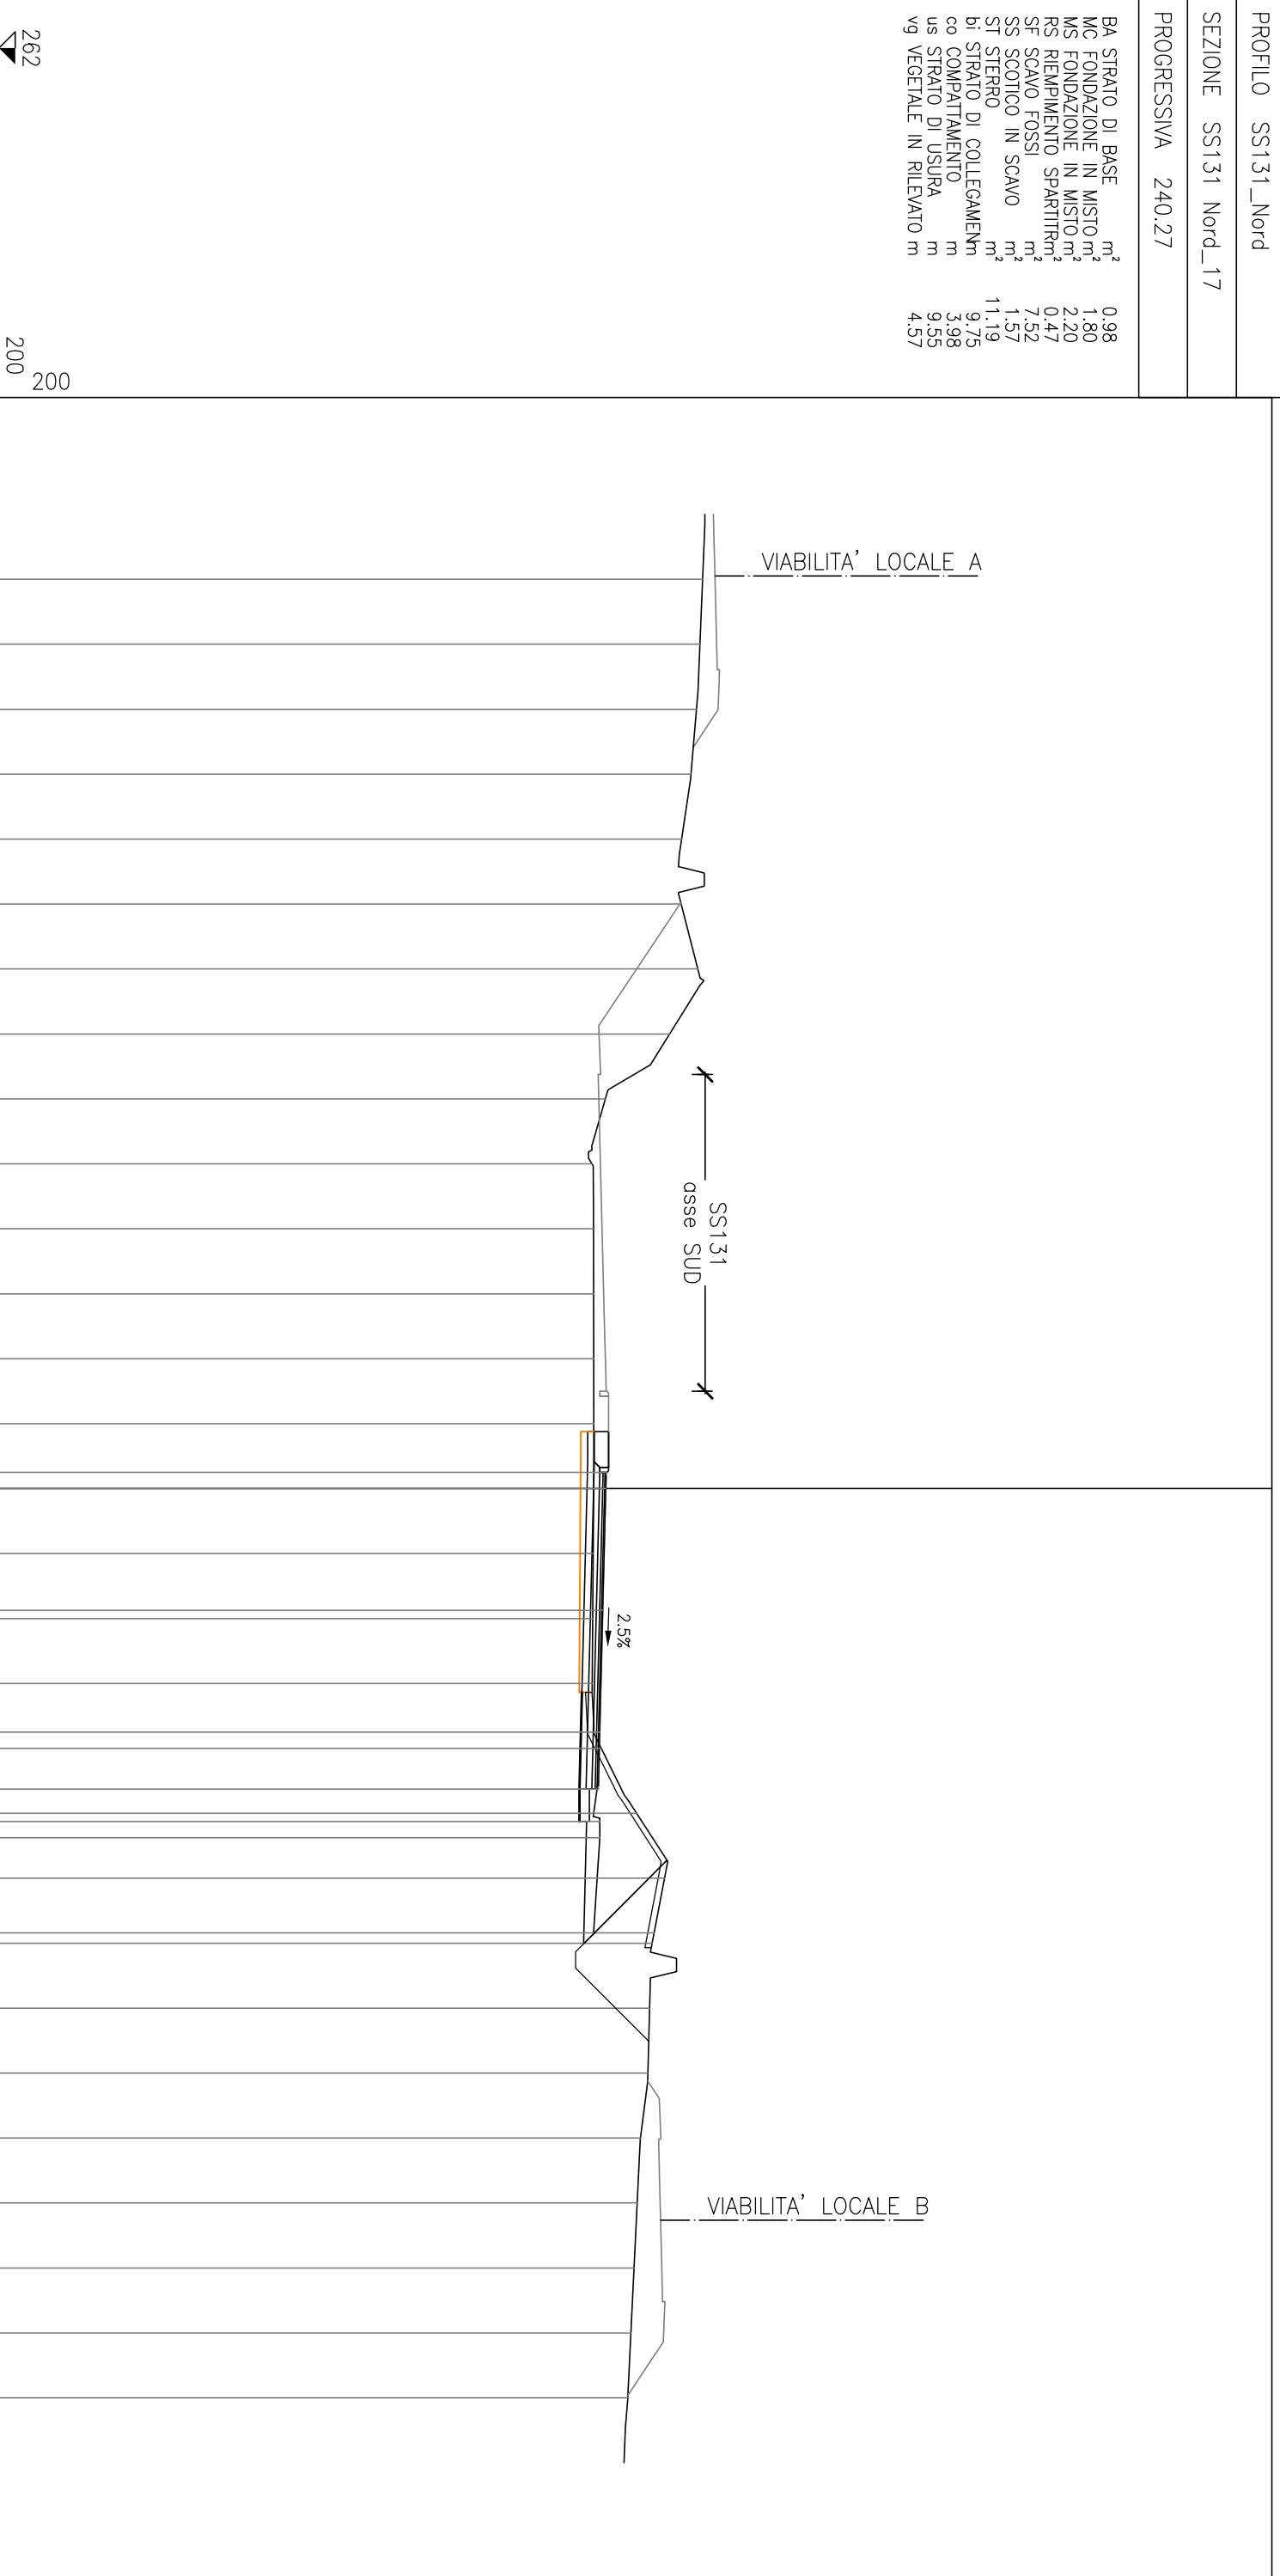 PROFILO SS131_Nord
SEZIONE SS131 Nord_17
PROGRESSIVA 240.27
BA STRATO DI BASE m² 0.98
MC FONDAZIONE IN MISTO m² 1.80
MS FONDAZIONE IN MISTO m² 2.20
RS RIEMPIMENTO SPARTITR m² 0.47
SF SCAVO FOSSI m² 7.52
SS SCOTICO IN SCAVO m² 1.57
ST STERRO m² 11.19
bi STRATO DI COLLEGAMEN m 9.75
co COMPATTAMENTO m 3.98
us STRATO DI USURA m 9.55
vg VEGETALE IN RILEVATO m 4.57
VIABILITA' LOCALE A
SS131
asse SUD
2.5%
VIABILITA' LOCALE B
262
200
200